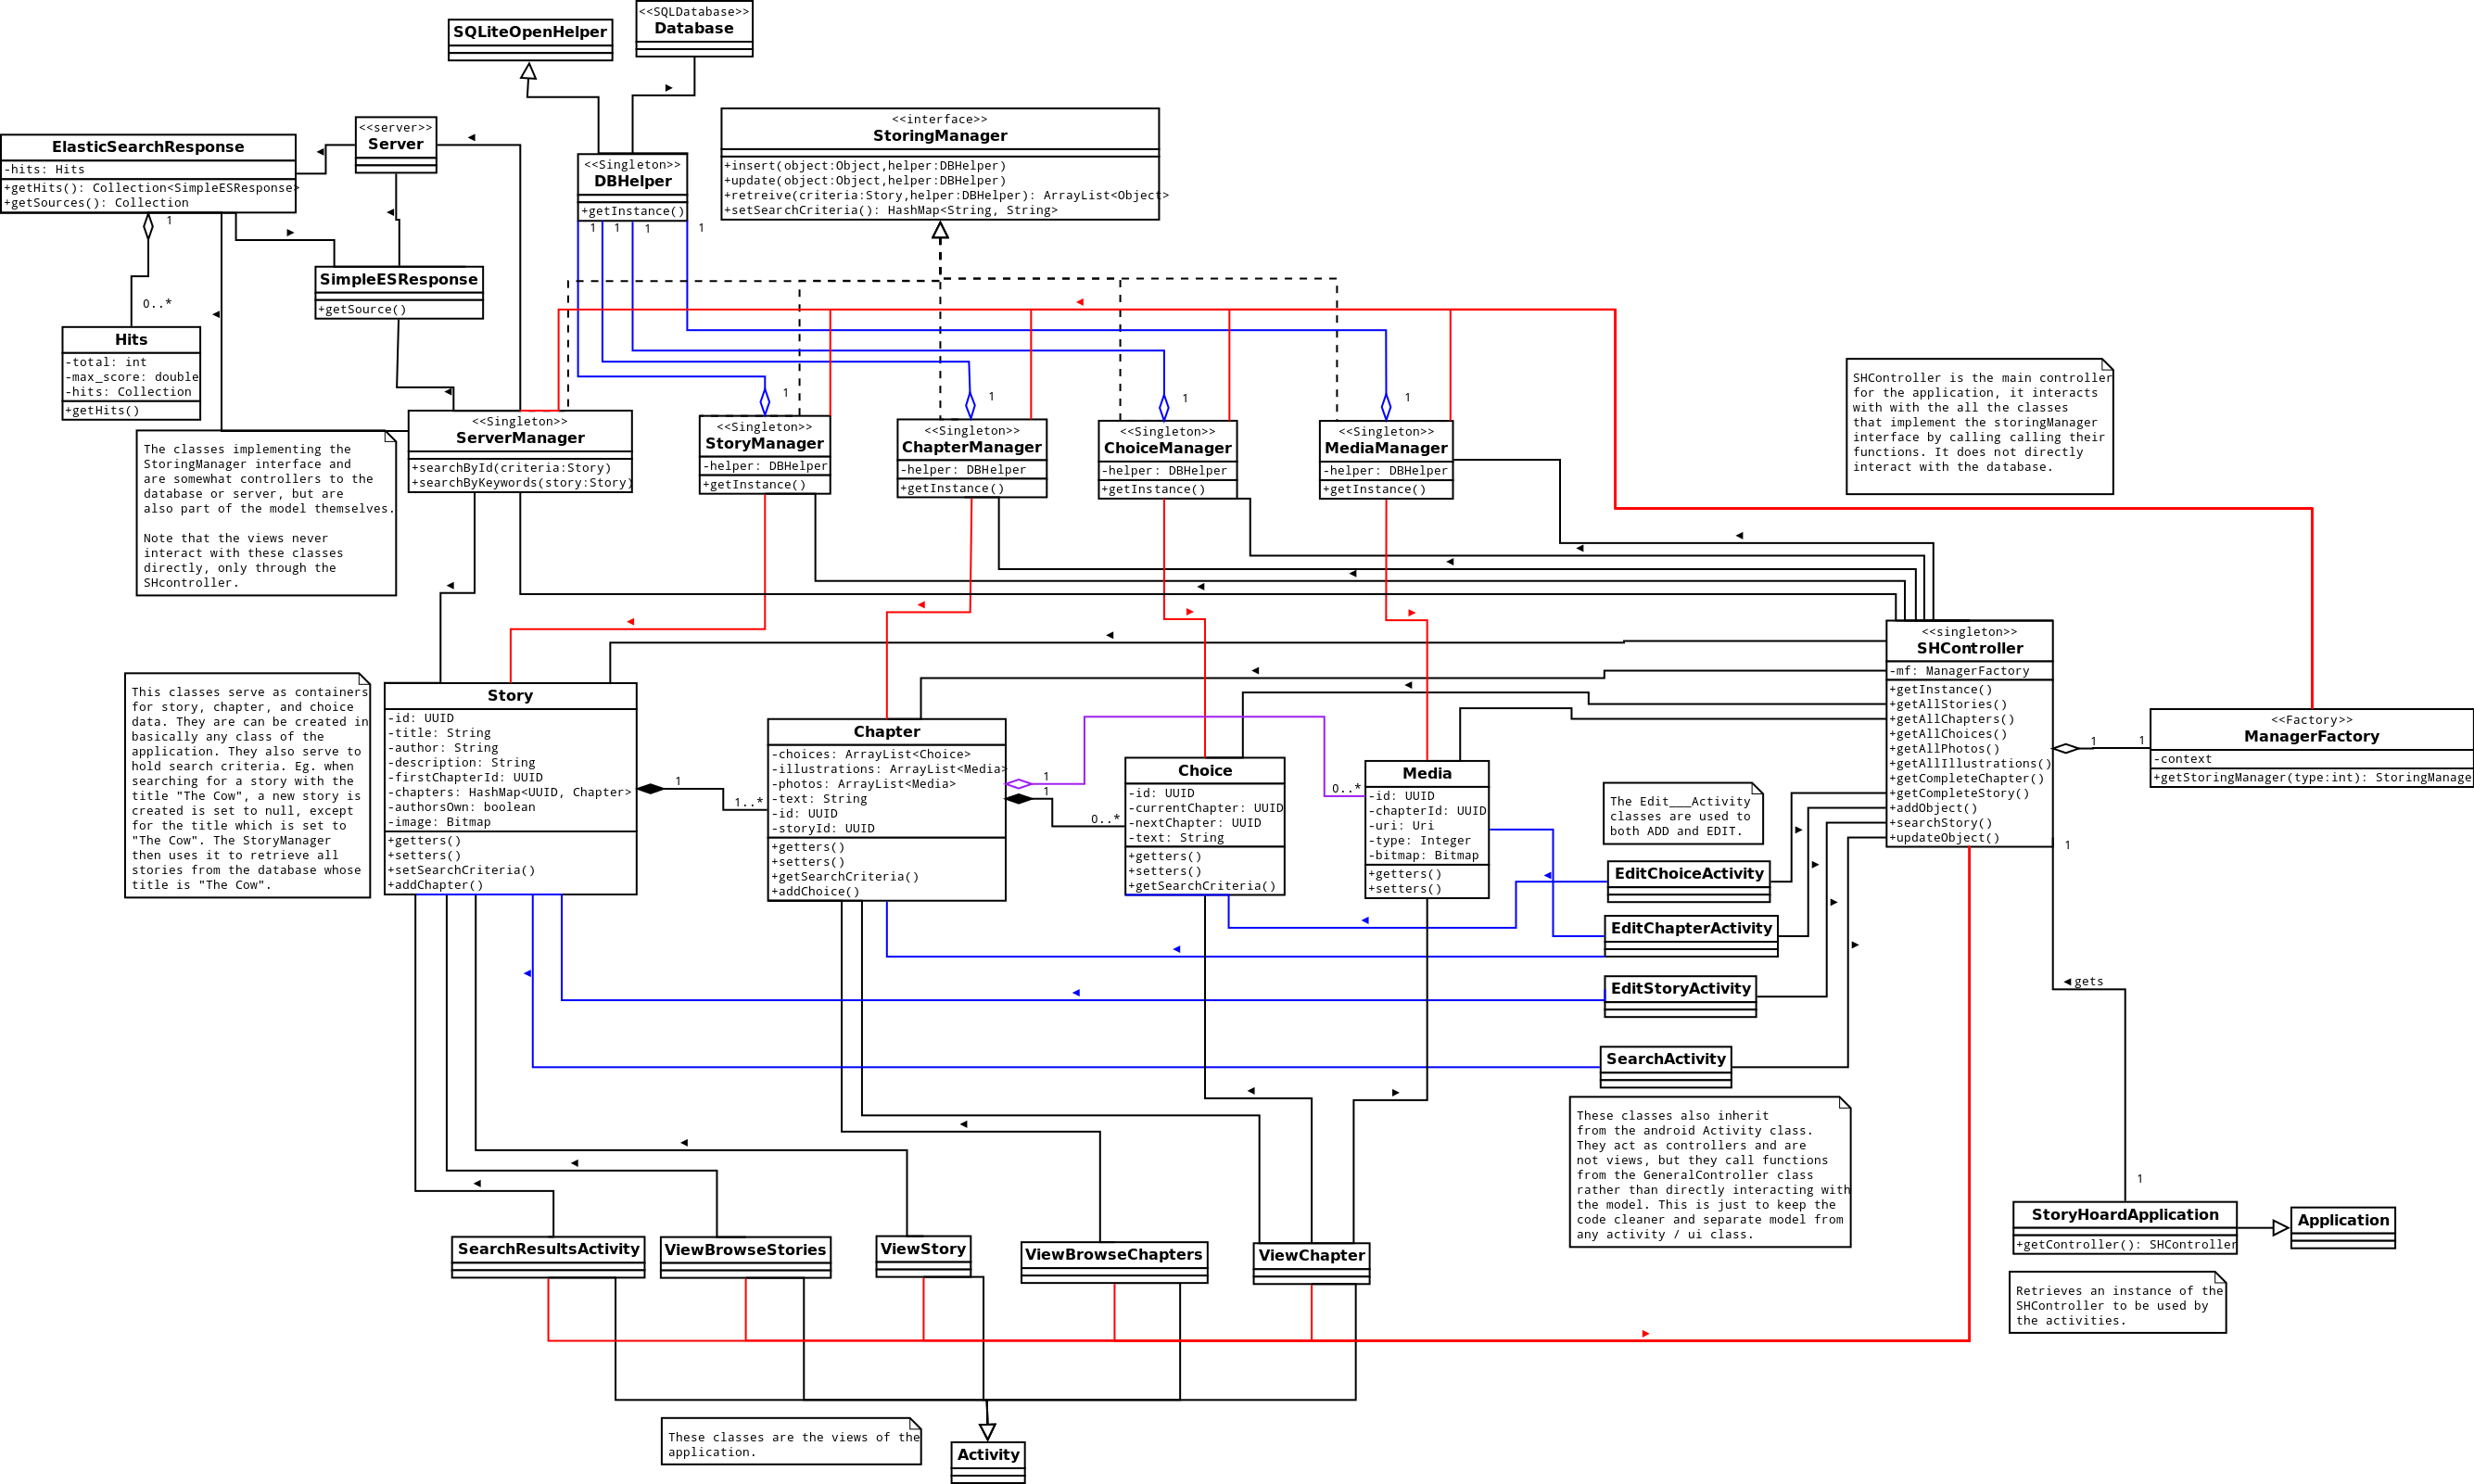 <<SQLDatabase>>
Database
SQLiteOpenHelper
<<interface>>
StoringManager
+insert(object:Object,helper:DBHelper)
+update(object:Object,helper:DBHelper)
+retreive(criteria:Story,helper:DBHelper): ArrayList<Object>
+setSearchCriteria(): HashMap<String, String>
<<server>>
Server
ElasticSearchResponse
-hits: Hits
+getHits(): Collection<SimpleESResponse>
+getSources(): Collection
<<Singleton>>
DBHelper
+getInstance()
1
1
1
1
1
0..*
SimpleESResponse
+getSource()
Hits
-total: int
-max_score: double
-hits: Collection
+getHits()
SHController is the main controller
for the application, it interacts
with with the all the classes
that implement the storingManager
interface by calling calling their
functions. It does not directly
interact with the database.
1
1
1
1
<<Singleton>>
ServerManager
+searchById(criteria:Story)
+searchByKeywords(story:Story)
<<Singleton>>
StoryManager
-helper: DBHelper
+getInstance()
<<Singleton>>
ChapterManager
-helper: DBHelper
+getInstance()
<<Singleton>>
ChoiceManager
-helper: DBHelper
+getInstance()
<<Singleton>>
MediaManager
-helper: DBHelper
+getInstance()
The classes implementing the
StoringManager interface and
are somewhat controllers to the
database or server, but are
also part of the model themselves.
Note that the views never
interact with these classes
directly, only through the
SHcontroller.
<<singleton>>
SHController
-mf: ManagerFactory
+getInstance()
+getAllStories()
+getAllChapters()
+getAllChoices()
+getAllPhotos()
+getAllIllustrations()
+getCompleteChapter()
+getCompleteStory()
+addObject()
+searchStory()
+updateObject()
1
1
1
<<Factory>>
ManagerFactory
-context
+getStoringManager(type:int): StoringManage
This classes serve as containers
for story, chapter, and choice
data. They are can be created in
basically any class of the
application. They also serve to
hold search criteria. Eg. when
searching for a story with the
title "The Cow", a new story is
created is set to null, except
for the title which is set to
"The Cow". The StoryManager
then uses it to retrieve all
stories from the database whose
title is "The Cow".
Story
-id: UUID
-title: String
-author: String
-description: String
-firstChapterId: UUID
-chapters: HashMap<UUID, Chapter>
-authorsOwn: boolean
-image: Bitmap
+getters()
+setters()
+setSearchCriteria()
+addChapter()
1
1..*
Chapter
-choices: ArrayList<Choice>
-illustrations: ArrayList<Media>
-photos: ArrayList<Media>
-text: String
-id: UUID
-storyId: UUID
+getters()
+setters()
+getSearchCriteria()
+addChoice()
1
1
0..*
Choice
-id: UUID
-currentChapter: UUID
-nextChapter: UUID
-text: String
+getters()
+setters()
+getSearchCriteria()
0..*
Media
-id: UUID
-chapterId: UUID
-uri: Uri
-type: Integer
-bitmap: Bitmap
+getters()
+setters()
The Edit___Activity
classes are used to
both ADD and EDIT.
EditChoiceActivity
EditChapterActivity
EditStoryActivity
SearchActivity
gets
These classes also inherit
from the android Activity class.
They act as controllers and are
not views, but they call functions
from the GeneralController class
rather than directly interacting with
the model. This is just to keep the
code cleaner and separate model from
any activity / ui class.
1
StoryHoardApplication
+getController(): SHController
Application
Retrieves an instance of the
SHController to be used by
the activities.
SearchResultsActivity
ViewBrowseStories
ViewStory
ViewBrowseChapters
ViewChapter
These classes are the views of the
application.
Activity